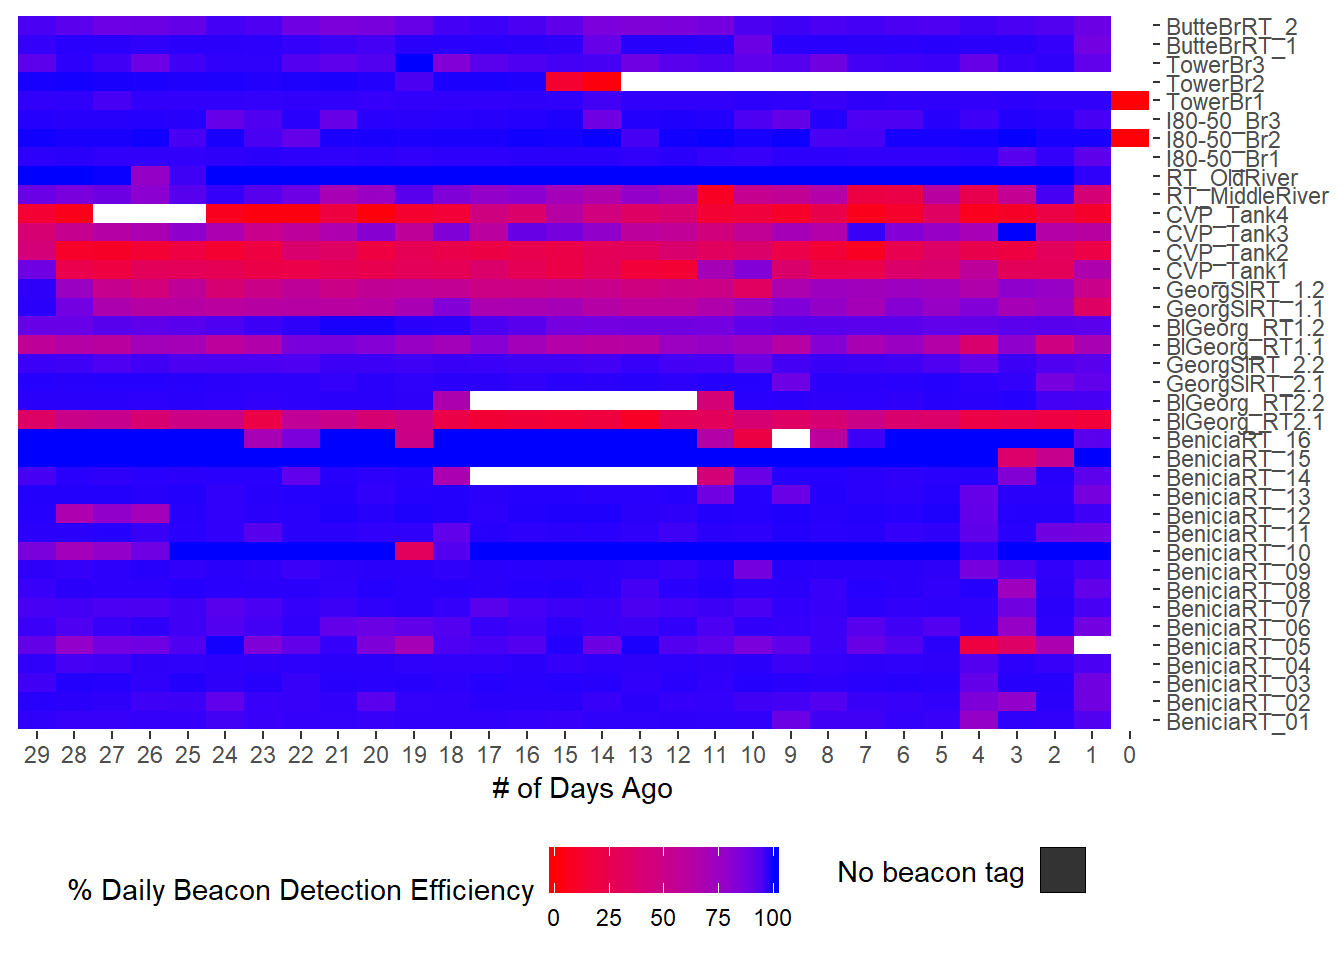 ButteBrRT_2
ButteBrRT_1
TowerBr3
TowerBr2
TowerBr1
I80-50_Br3
I80-50_Br2
I80-50_Br1
RT_OldRiver
RT_MiddleRiver
CVP_Tank4
CVP_Tank3
CVP_Tank2
CVP_Tank1
GeorgSlRT_1.2
GeorgSlRT_1.1
BlGeorg_RT1.2
BlGeorg_RT1.1
GeorgSlRT_2.2
GeorgSlRT_2.1
BlGeorg_RT2.2
BlGeorg_RT2.1
BeniciaRT_16
BeniciaRT_15
BeniciaRT_14
BeniciaRT_13
BeniciaRT_12
BeniciaRT_11
BeniciaRT_10
BeniciaRT_09
BeniciaRT_08
BeniciaRT_07
BeniciaRT_06
BeniciaRT_05
BeniciaRT_04
BeniciaRT_03
BeniciaRT_02
BeniciaRT_01
29 28 27 26 25 24 23 22 21 20 19 18 17 16 15 14 13 12 11 10 9 8 7 6 5 4 3 2 1 0
# of Days Ago
% Daily Beacon Detection Efficiency
0 25 50 75 100
No beacon tag